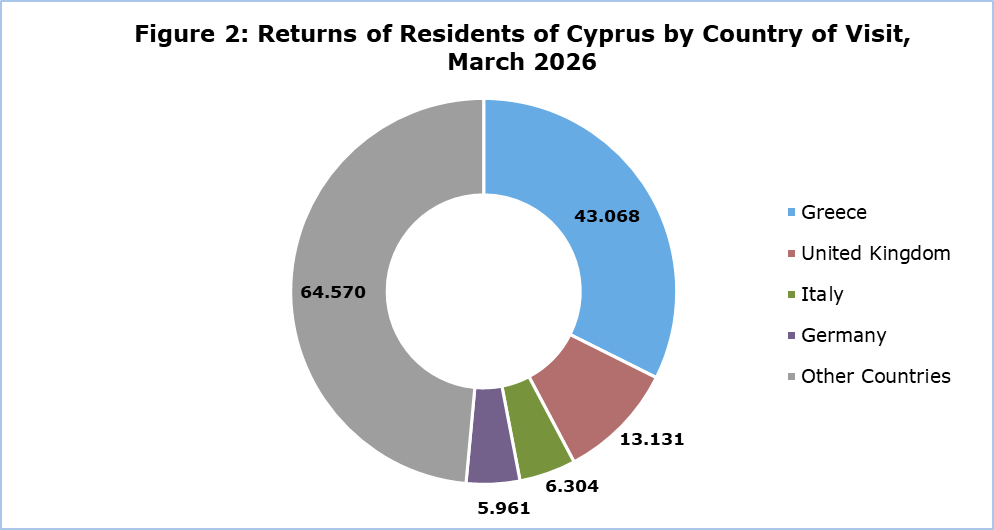 Figure 2: Returns of Residents of Cyprus by Country of Visit,
March 2026
43.068
64.570
13.131
6.304
5.961
Greece
United Kingdom
Italy
Germany
Other Countries